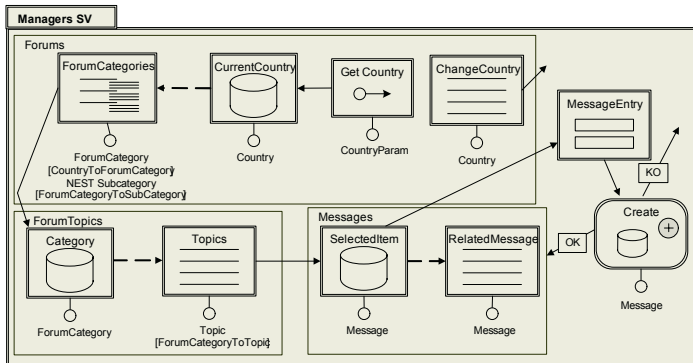 Managers SV
Forums
ForumCategories
CurrentCountry
Get Country
ChangeCountry
MessageEntry
ForumCategory
[CountryToForumCategory]
NEST Subcategory
[ForumCategoryToSubCategory]
Country
CountryParam
Country
KO
ForumTopics
Messages
Create
Category
Topics
SelectedItem
RelatedMessage
OK
ForumCategory
Topic
[ForumCategoryToTopic]
Message
Message
Message